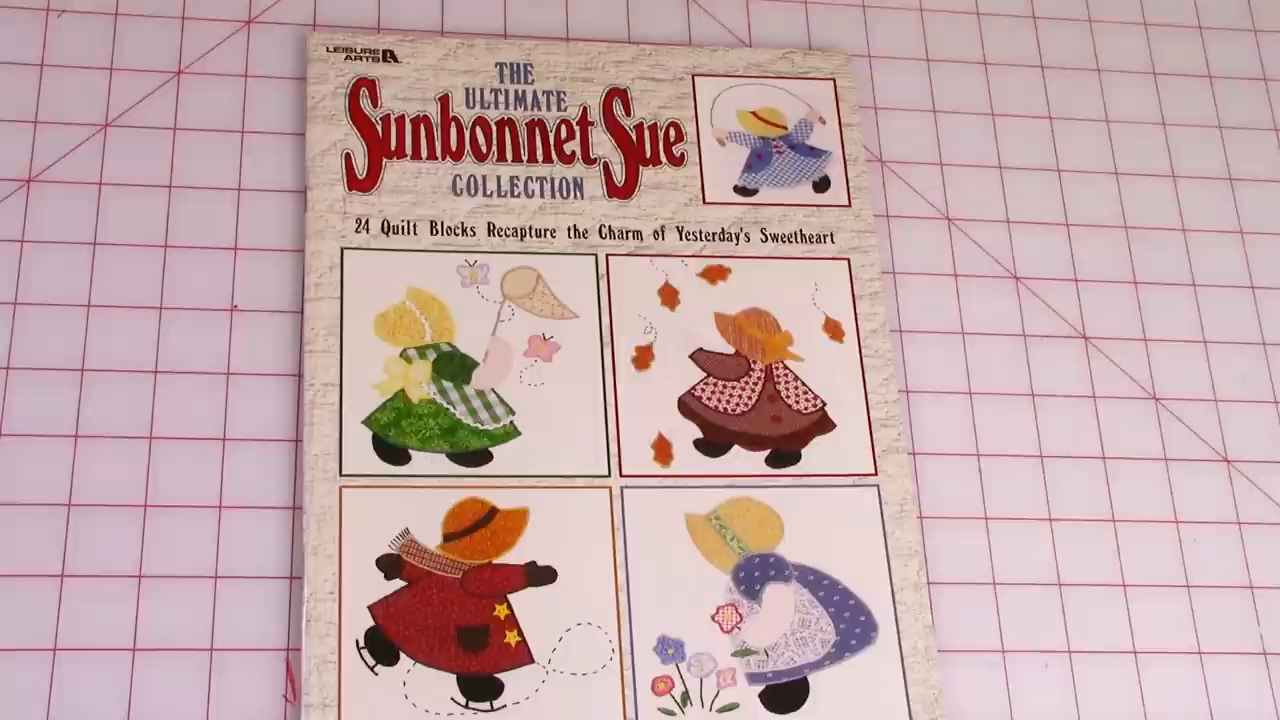 LEISURE
ARTS
THE
ULTIMATE
Sunbonnet Sue
COLLECTION
24 Quilt Blocks Recapture the Charm of Yesterday's Sweetheart